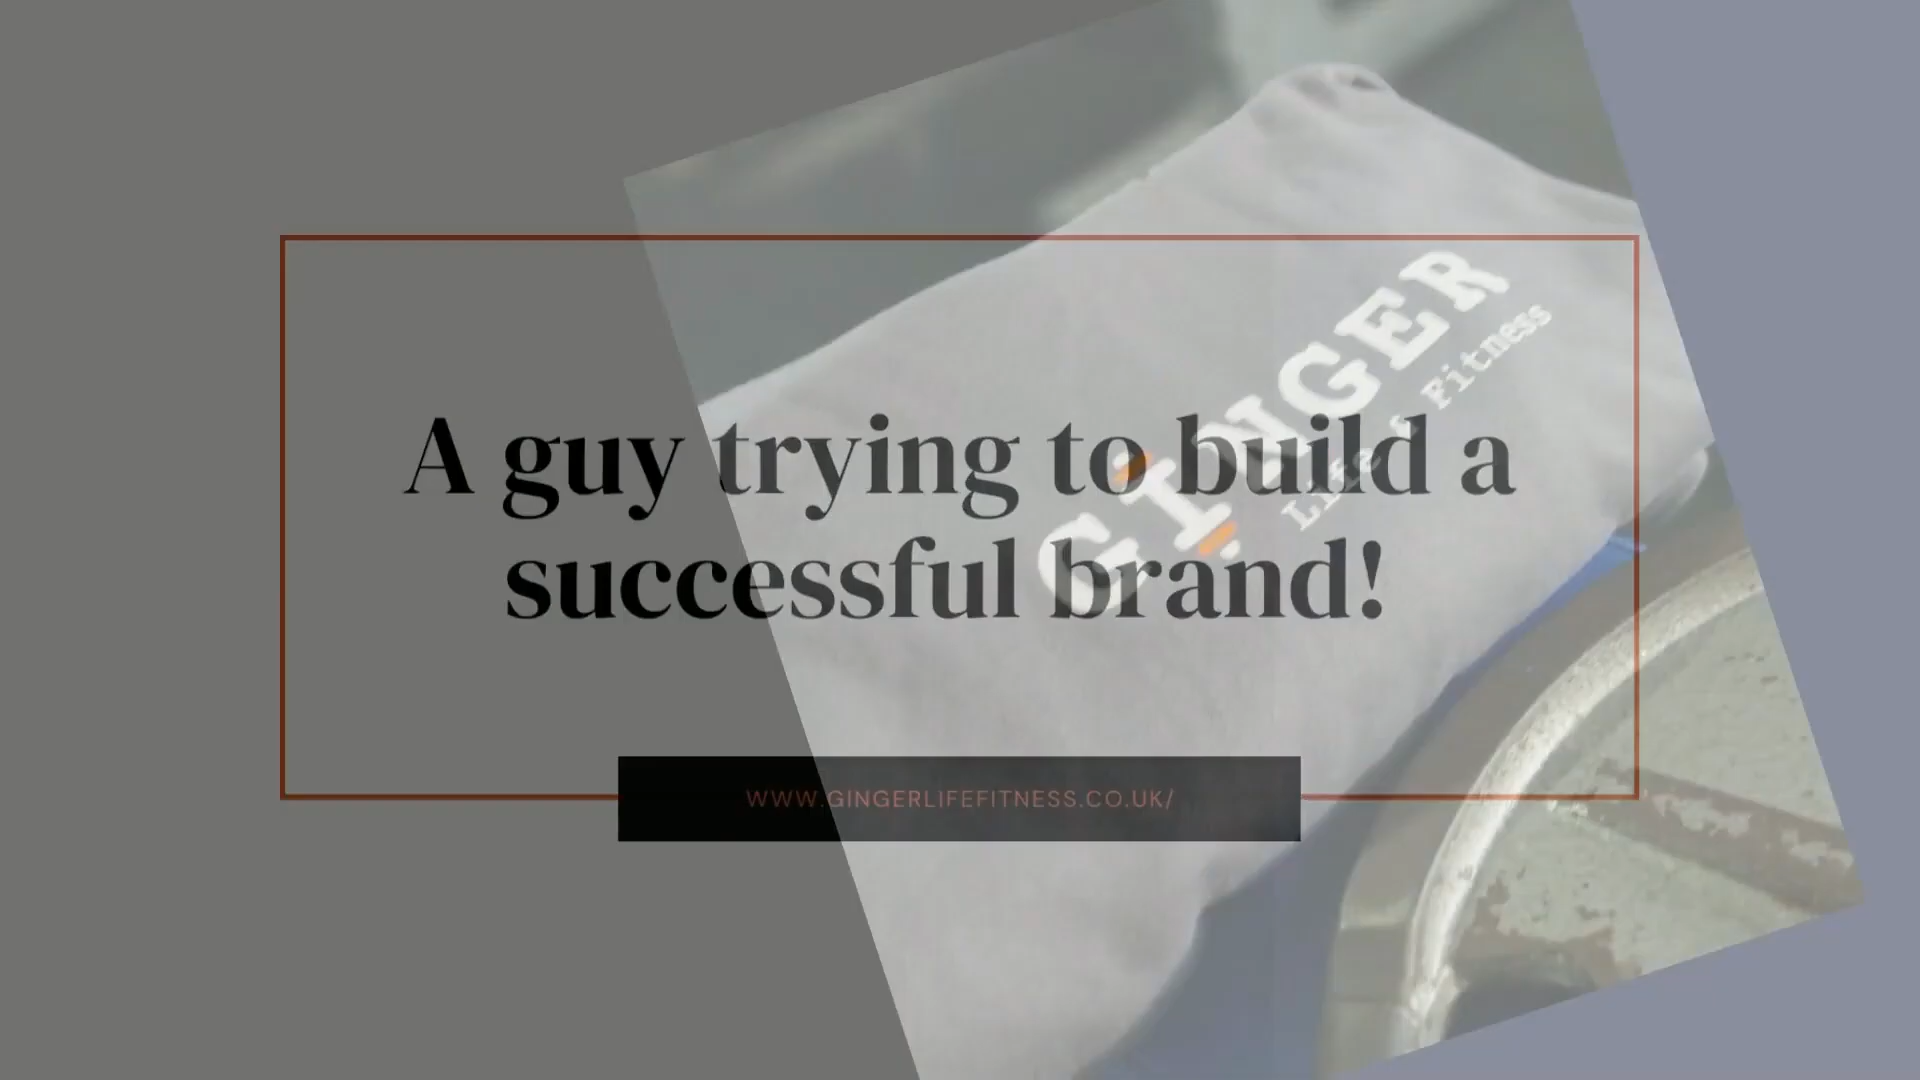 A guy trying to build a
successful brand!
GINGER
Life & Fitness
WWW.GINGERLIFEFITNESS.CO.UK/